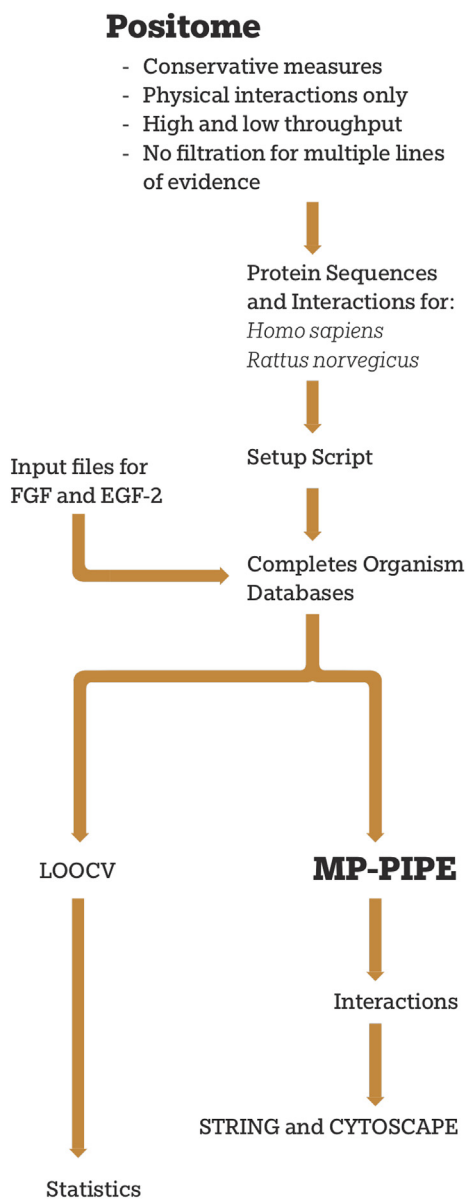 Positome
- Conservative measures
- Physical interactions only
- High and low throughput
- No filtration for multiple lines
of evidence
Protein Sequences
and Interactions for:
Homo sapiens
Rattus norvegicus
Setup Script
Input files for
FGF and EGF-2
Completes Organism
Databases
LOOCV
MP-PIPE
Interactions
STRING and CYTOSCAPE
Statistics